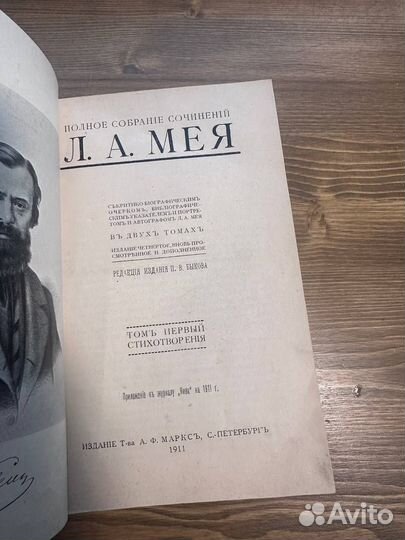 ПОЛНОЕ СОБРАНІЕ СОЧИНЕНІЙ
Л. А. МЕЯ
СЪ КРИТИКО-БІОГРАФИЧЕСКИМЪ
ОЧЕРКОМЪ, БИБЛІОГРАФИЧЕ-
СКИМЪ УКАЗАТЕЛЕМЪ И ПОРТРЕ-
ТОМЪ И АВТОГРАФОМЪ Л. А. МЕЯ
ВЪ ДВУХЪ ТОМАХЪ
ИЗДАНІЕ ЧЕТВЕРТОЕ, ВНОВЬ ПРО-
СМОТРѢННОЕ И ДОПОЛНЕННОЕ
РЕДАКЦІЯ ИЗДАНІЯ П. В. БЫКОВА
ТОМЪ ПЕРВЫЙ
СТИХОТВОРЕНІЯ
Приложеніе къ журналу „Нива" на 1911 г.
ИЗДАНІЕ Т-ва А. Ф. МАРКСЪ, С.-ПЕТЕРБУРГЪ
1911
Avito